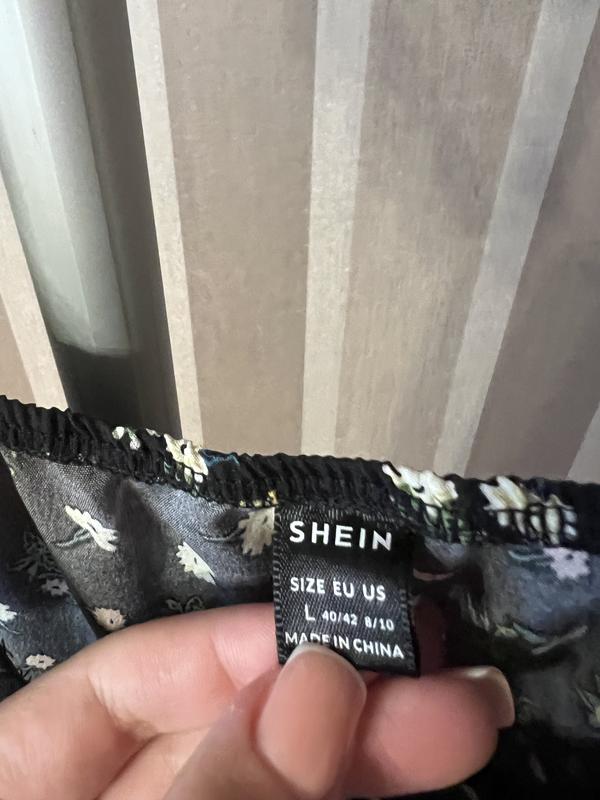 SHEIN
SIZE EU US
L 40/42 8/10
MADE IN CHINA